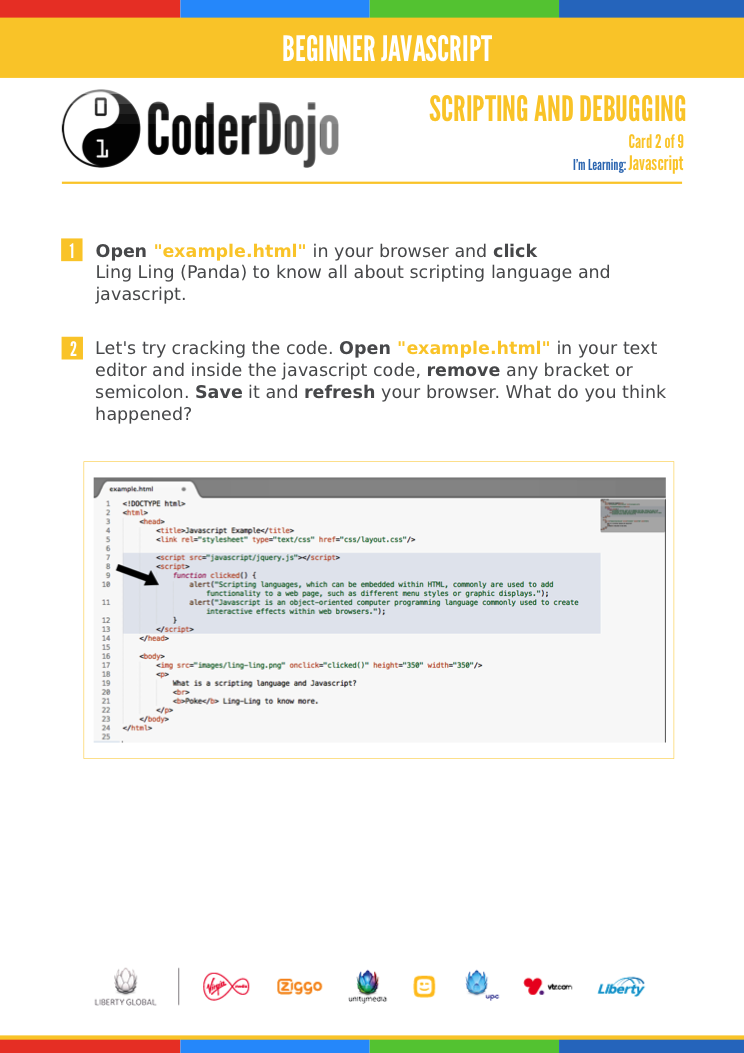 BEGINNER JAVASCRIPT
0
1
CoderDojo
SCRIPTING AND DEBUGGING
Card 2 of 9
I'm Learning: Javascript
1 Open "example.html" in your browser and click
Ling Ling (Panda) to know all about scripting language and
javascript.
2 Let's try cracking the code. Open "example.html" in your text
editor and inside the javascript code, remove any bracket or
semicolon. Save it and refresh your browser. What do you think
happened?
example.html
1 <!DOCTYPE html>
2 <html>
3 <head>
4 <title>Javascript Example</title>
5 <link rel="stylesheet" type="text/css" href="css/layout.css"/>
6
7 <script src="javascript/jquery.js"></script>
8 <script>
9 function clicked() {
10 alert("Scripting languages, which can be embedded within HTML, commonly are used to add
functionality to a web page, such as different menu styles or graphic displays.");
11 alert("Javascript is an object-oriented computer programming language commonly used to create
interactive effects within web browsers.");
12 }
13 </script>
14 </head>
15
16 <body>
17 <img src="images/ling-ling.png" onclick="clicked()" height="350" width="350"/>
18 <p>
19 What is a scripting language and Javascript?
20 <br>
21 <b>Poke</b> Ling-Ling to know more.
22 </p>
23 </body>
24 </html>
25
LIBERTY GLOBAL
Virgin media
Ziggo
unitymedia
upc
vtr.com
Liberty